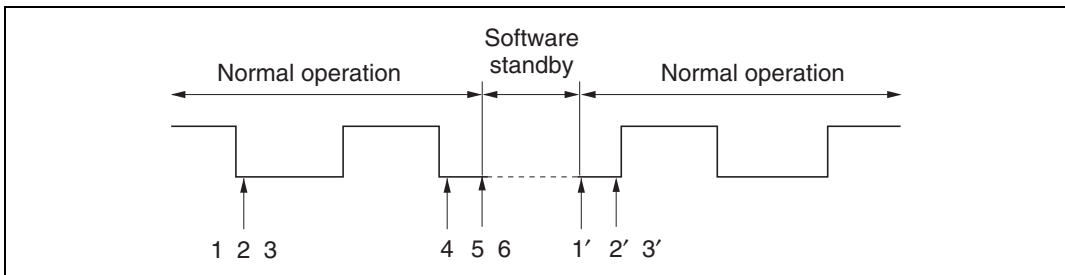 Software
standby
Normal operation
Normal operation
1 2 3
4 5 6
1′ 2′ 3′